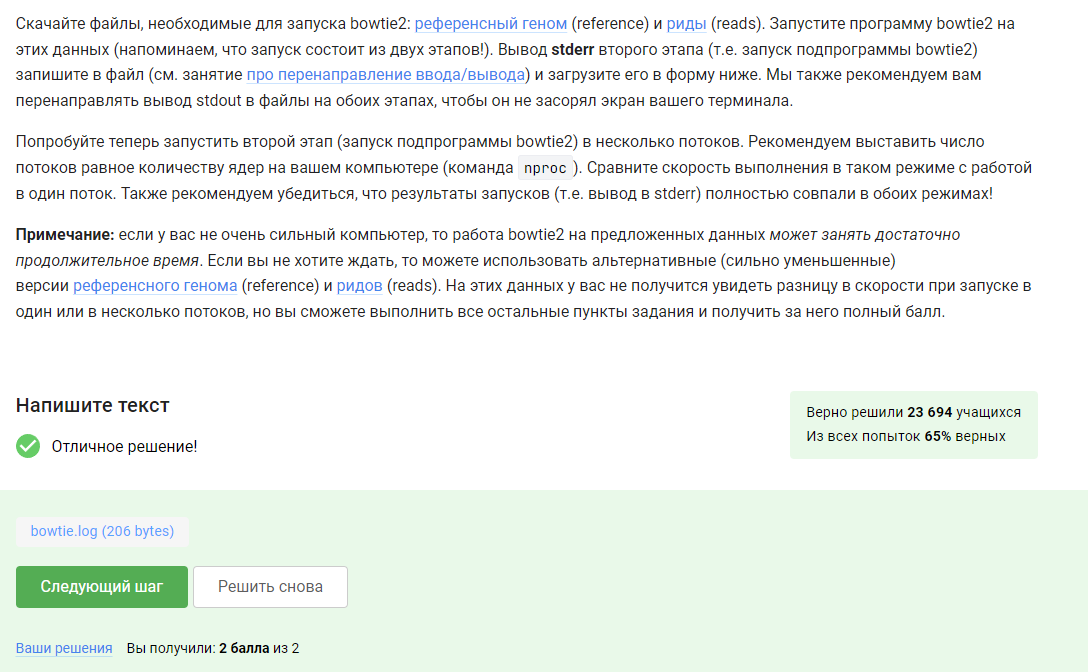 Скачайте файлы, необходимые для запуска bowtie2: референсный геном (reference) и риды (reads). Запустите программу bowtie2 на
этих данных (напоминаем, что запуск состоит из двух этапов!). Вывод stderr второго этапа (т.е. запуск подпрограммы bowtie2)
запишите в файл (см. занятие про перенаправление ввода/вывода) и загрузите его в форму ниже. Мы также рекомендуем вам
перенаправлять вывод stdout в файлы на обоих этапах, чтобы он не засорял экран вашего терминала.
Попробуйте теперь запустить второй этап (запуск подпрограммы bowtie2) в несколько потоков. Рекомендуем выставить число
потоков равное количеству ядер на вашем компьютере (команда nproc). Сравните скорость выполнения в таком режиме с работой
в один поток. Также рекомендуем убедиться, что результаты запусков (т.е. вывод в stderr) полностью совпали в обоих режимах!
Примечание: если у вас не очень сильный компьютер, то работа bowtie2 на предложенных данных может занять достаточно
продолжительное время. Если вы не хотите ждать, то можете использовать альтернативные (сильно уменьшенные)
версии референсного генома (reference) и ридов (reads). На этих данных у вас не получится увидеть разницу в скорости при запуске в
один или в несколько потоков, но вы сможете выполнить все остальные пункты задания и получить за него полный балл.
Напишите текст
Отличное решение!
Верно решили 23 694 учащихся
Из всех попыток 65% верных
bowtie.log (206 bytes)
Следующий шаг
Решить снова
Ваши решения Вы получили: 2 балла из 2